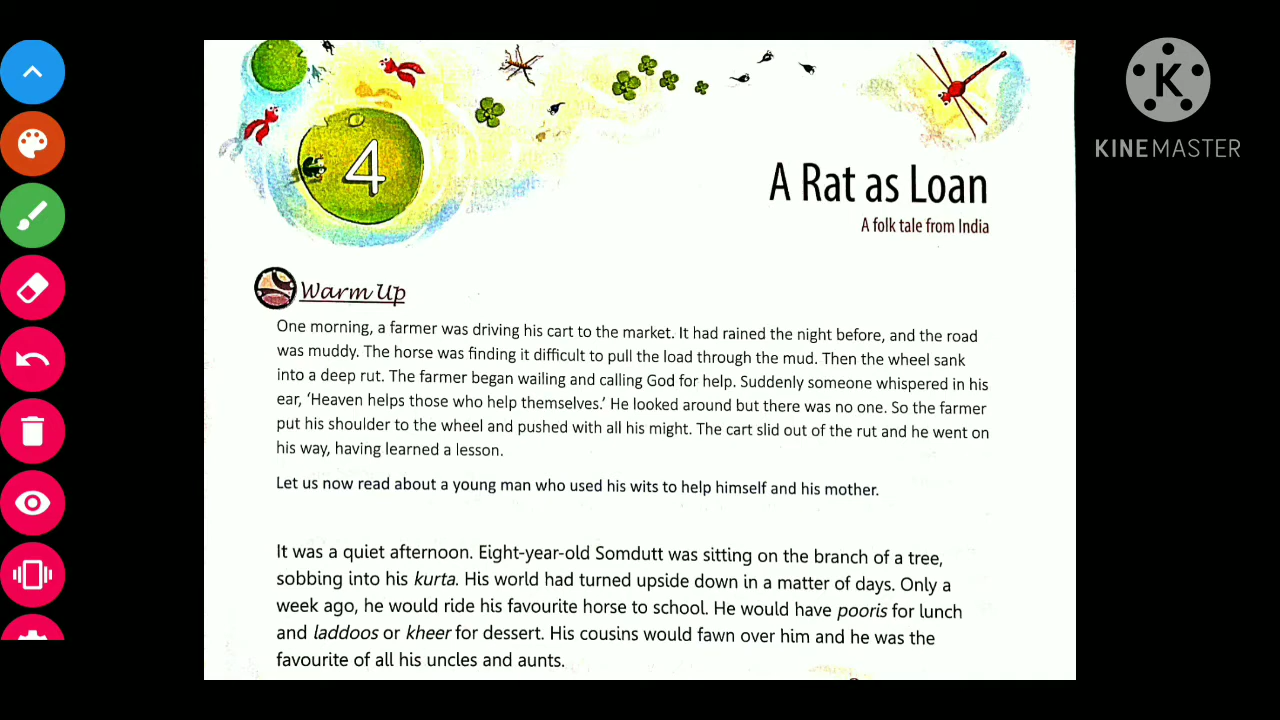 4
K
KINEMASTER
A Rat as Loan
A folk tale from India
Warm Up
One morning, a farmer was driving his cart to the market. It had rained the night before, and the road
was muddy. The horse was finding it difficult to pull the load through the mud. Then the wheel sank
into a deep rut. The farmer began wailing and calling God for help. Suddenly someone whispered in his
ear, ‘Heaven helps those who help themselves.’ He looked around but there was no one. So the farmer
put his shoulder to the wheel and pushed with all his might. The cart slid out of the rut and he went on
his way, having learned a lesson.
Let us now read about a young man who used his wits to help himself and his mother.
It was a quiet afternoon. Eight-year-old Somdutt was sitting on the branch of a tree,
sobbing into his kurta. His world had turned upside down in a matter of days. Only a
week ago, he would ride his favourite horse to school. He would have pooris for lunch
and laddoos or kheer for dessert. His cousins would fawn over him and he was the
favourite of all his uncles and aunts.